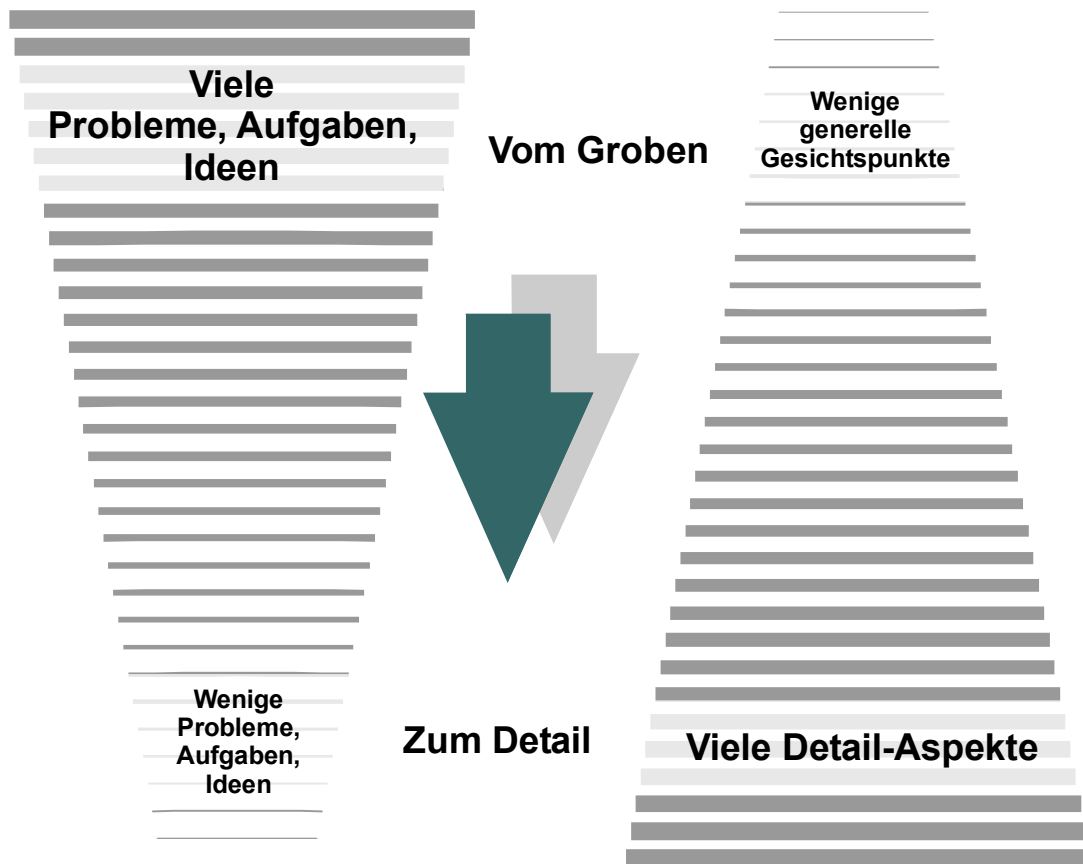 Viele
Probleme, Aufgaben,
Ideen
Vom Groben
Wenige
generelle
Gesichtspunkte
Wenige
Probleme,
Aufgaben,
Ideen
Zum Detail
Viele Detail-Aspekte